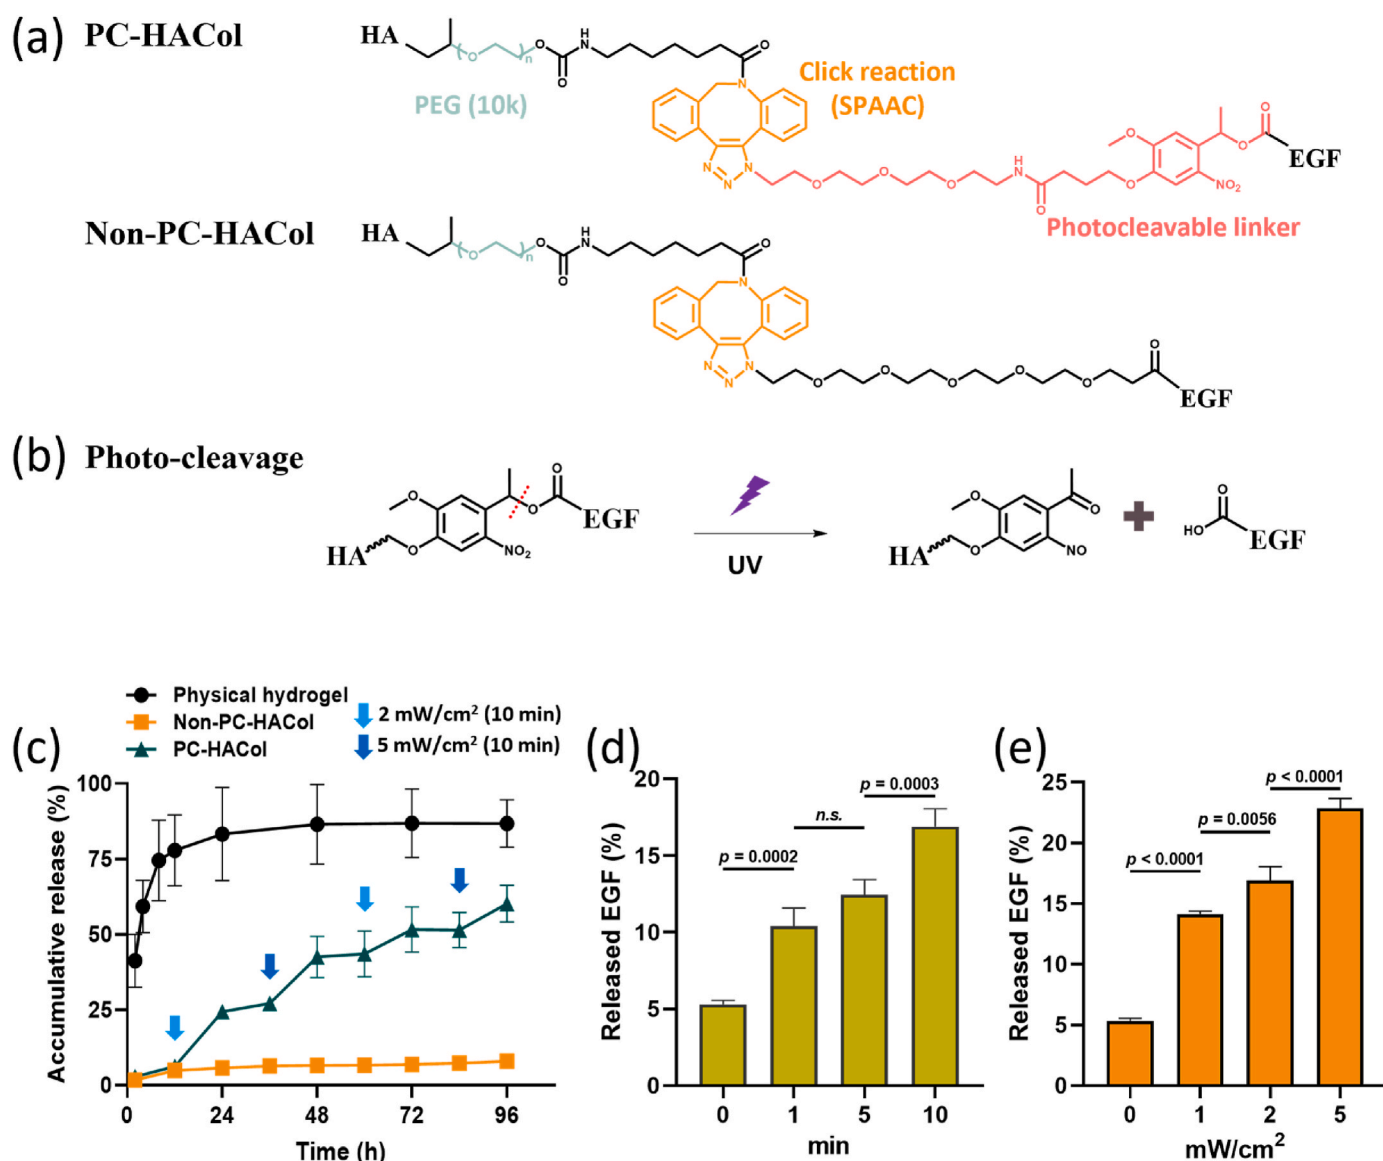 (a) PC-HACol
HA
O
n
O
O
H
N
O
N
PEG (10k)
Click reaction
(SPAAC)
N
N
N
O
O
O
H
N
O
O
O
NO₂
O
O
EGF
Photocleavable linker
Non-PC-HACol
HA
O
n
O
O
H
N
O
N
N
N
N
O
O
O
O
O
O
EGF
(b) Photo-cleavage
HA
O
O
NO₂
O
O
EGF
UV
HA
O
O
NO
O
+
HO
O
EGF
(c)
Physical hydrogel
Non-PC-HACol
PC-HACol
2 mW/cm² (10 min)
5 mW/cm² (10 min)
Accumulative release (%)
100
75
50
25
0
0 24 48 72 96
Time (h)
(d)
Released EGF (%)
20
15
10
5
0
p = 0.0002
n.s.
p = 0.0003
0 1 5 10
min
(e)
Released EGF (%)
25
20
15
10
5
0
p < 0.0001
p = 0.0056
p < 0.0001
0 1 2 5
mW/cm²